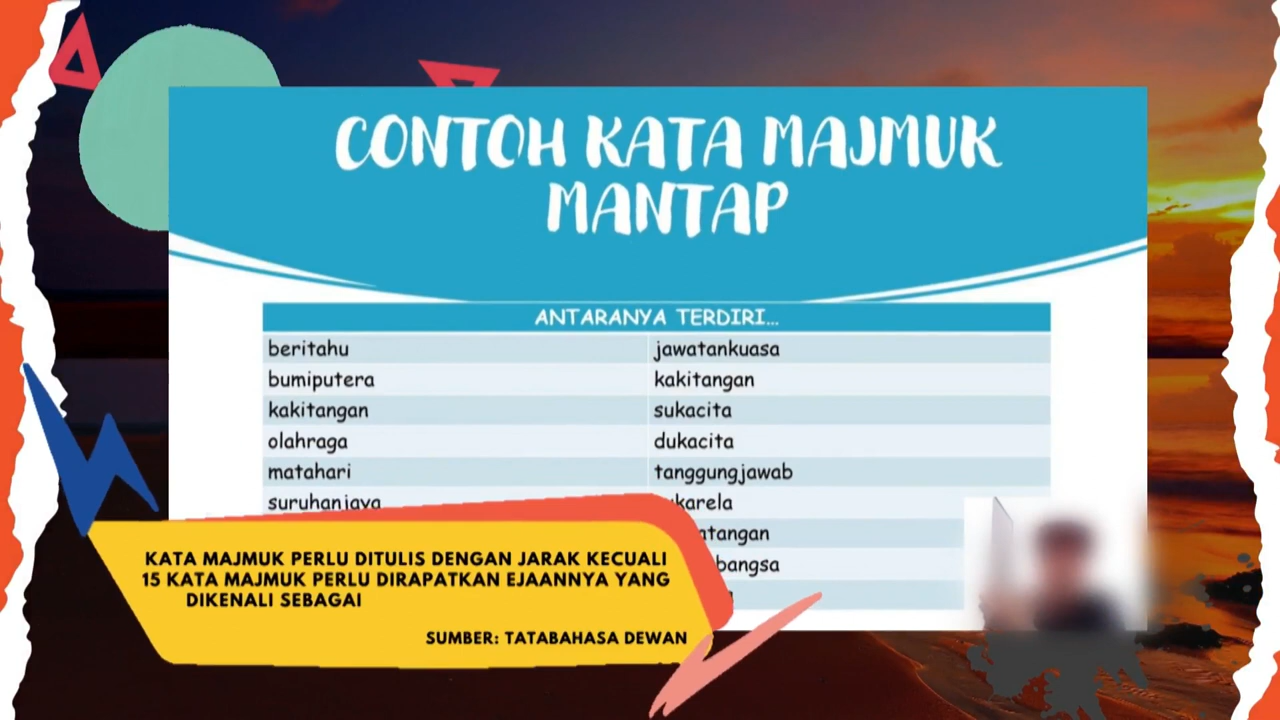 CONTOH KATA MAJMUK
MANTAP
ANTARANYA TERDIRI...
beritahu jawatankuasa
bumiputera kakitangan
kakitangan sukacita
olahraga dukacita
matahari tanggungjawab
suruhanjaya
KATA MAJMUK PERLU DITULIS DENGAN JARAK KECUALI
15 KATA MAJMUK PERLU DIRAPATKAN EJAANNYA YANG
DIKENALI SEBAGAI
SUMBER: TATABAHASA DEWAN